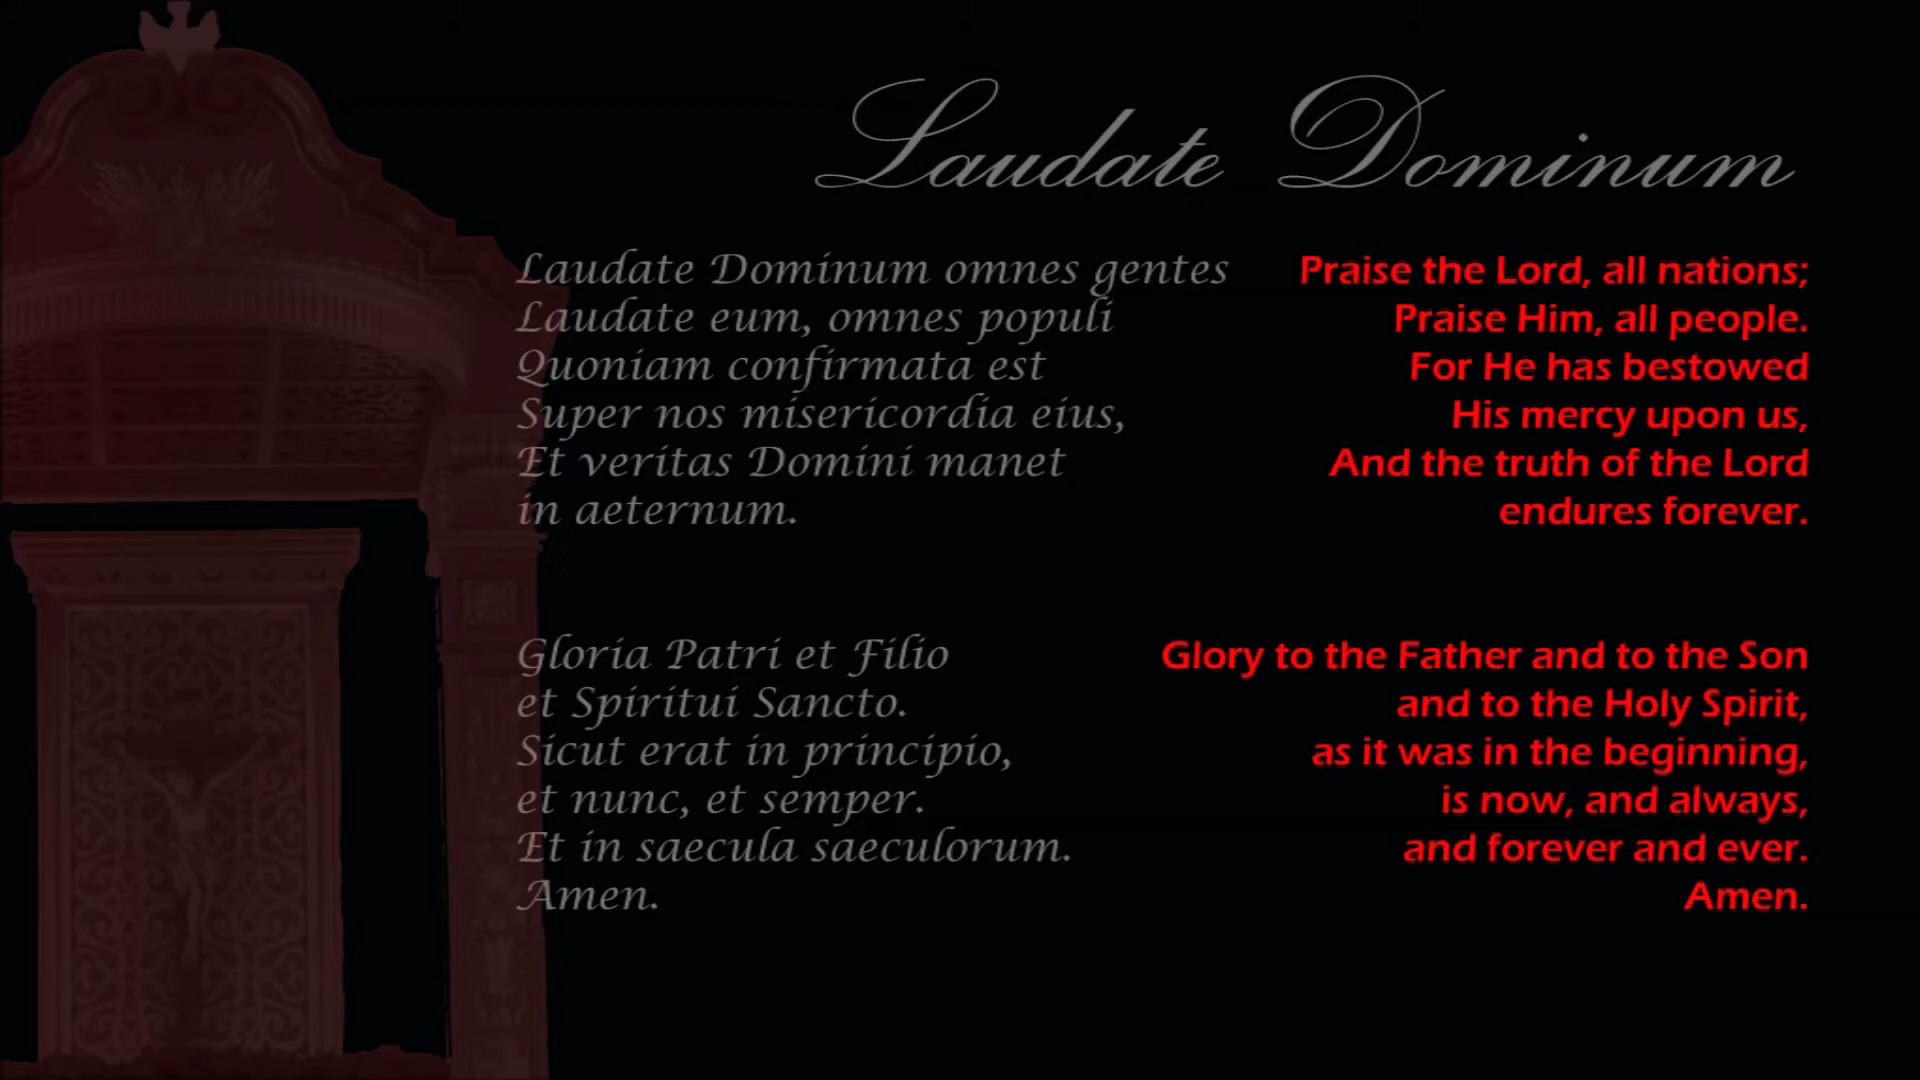 Laudate Dominum
Laudate Dominum omnes gentes
Laudate eum, omnes populi
Quoniam confirmata est
Super nos misericordia eius,
Et veritas Domini manet
in aeternum.
Praise the Lord, all nations;
Praise Him, all people.
For He has bestowed
His mercy upon us,
And the truth of the Lord
endures forever.
Gloria Patri et Filio
et Spiritui Sancto.
Sicut erat in principio,
et nunc, et semper.
Et in saecula saeculorum.
Amen.
Glory to the Father and to the Son
and to the Holy Spirit,
as it was in the beginning,
is now, and always,
and forever and ever.
Amen.